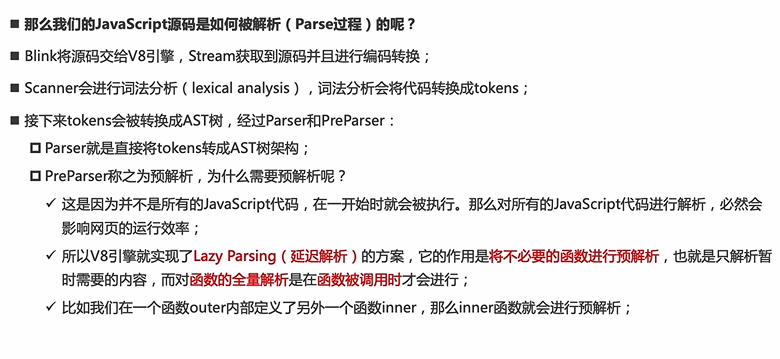 ■ 那么我们的JavaScript源码是如何被解析（Parse过程）的呢？
■ Blink将源码交给V8引擎，Stream获取到源码并且进行编码转换；
■ Scanner会进行词法分析（lexical analysis），词法分析会将代码转换成tokens；
■ 接下来tokens会被转换成AST树，经过Parser和PreParser：
❑ Parser就是直接将tokens转成AST树架构；
❑ PreParser称之为预解析，为什么需要预解析呢？
✓ 这是因为并不是所有的JavaScript代码，在一开始时就会被执行。那么对所有的JavaScript代码进行解析，必然会
影响网页的运行效率；
✓ 所以V8引擎就实现了Lazy Parsing（延迟解析）的方案，它的作用是将不必要的函数进行预解析，也就是只解析暂
时需要的内容，而对函数的全量解析是在函数被调用时才会进行；
✓ 比如我们在一个函数outer内部定义了另外一个函数inner，那么inner函数就会进行预解析；